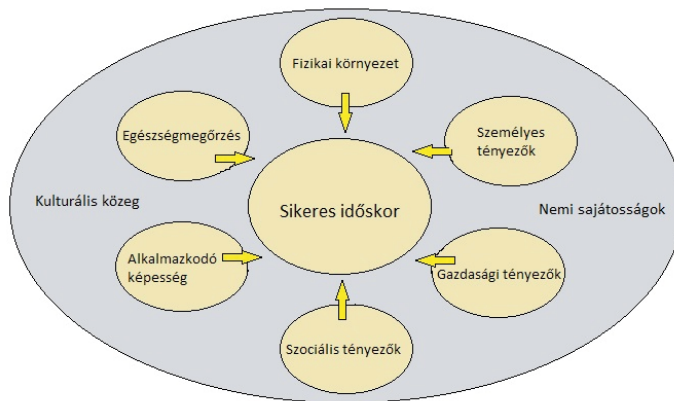 Fizikai környezet
Egészségmegőrzés
Személyes
tényezők
Kulturális közeg
Sikeres időskor
Nemi sajátosságok
Alkalmazkodó
képesség
Gazdasági tényezők
Szociális tényezők